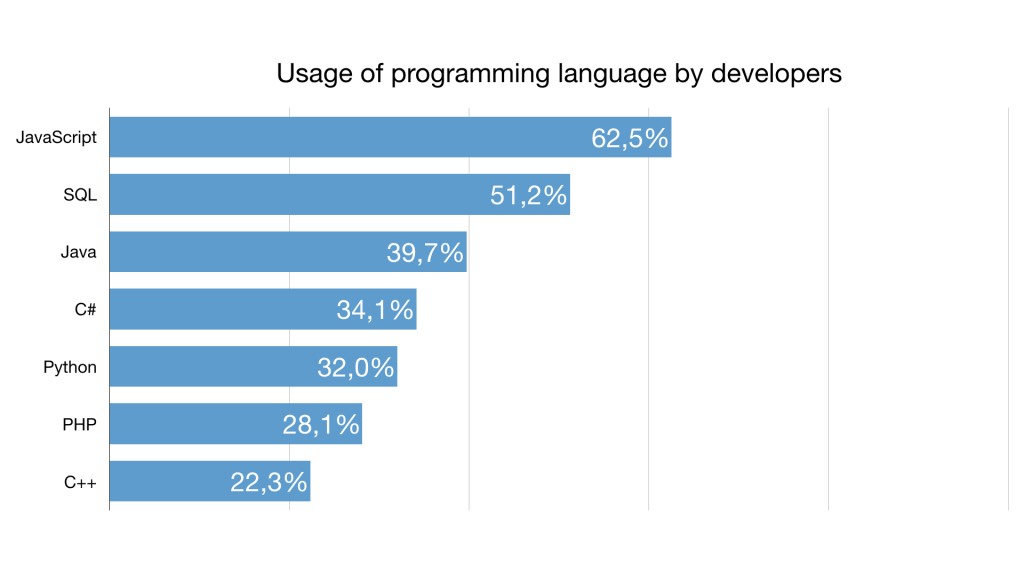 Usage of programming language by developers
JavaScript 62,5%
SQL 51,2%
Java 39,7%
C# 34,1%
Python 32,0%
PHP 28,1%
C++ 22,3%